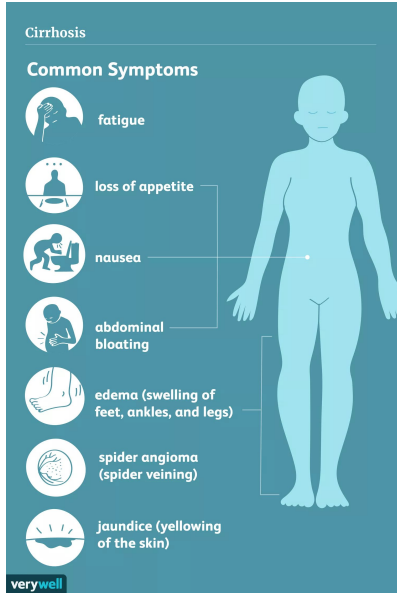 Cirrhosis
Common Symptoms
fatigue
loss of appetite
nausea
abdominal
bloating
edema (swelling of
feet, ankles, and legs)
spider angioma
(spider veining)
jaundice (yellowing
of the skin)
verywell